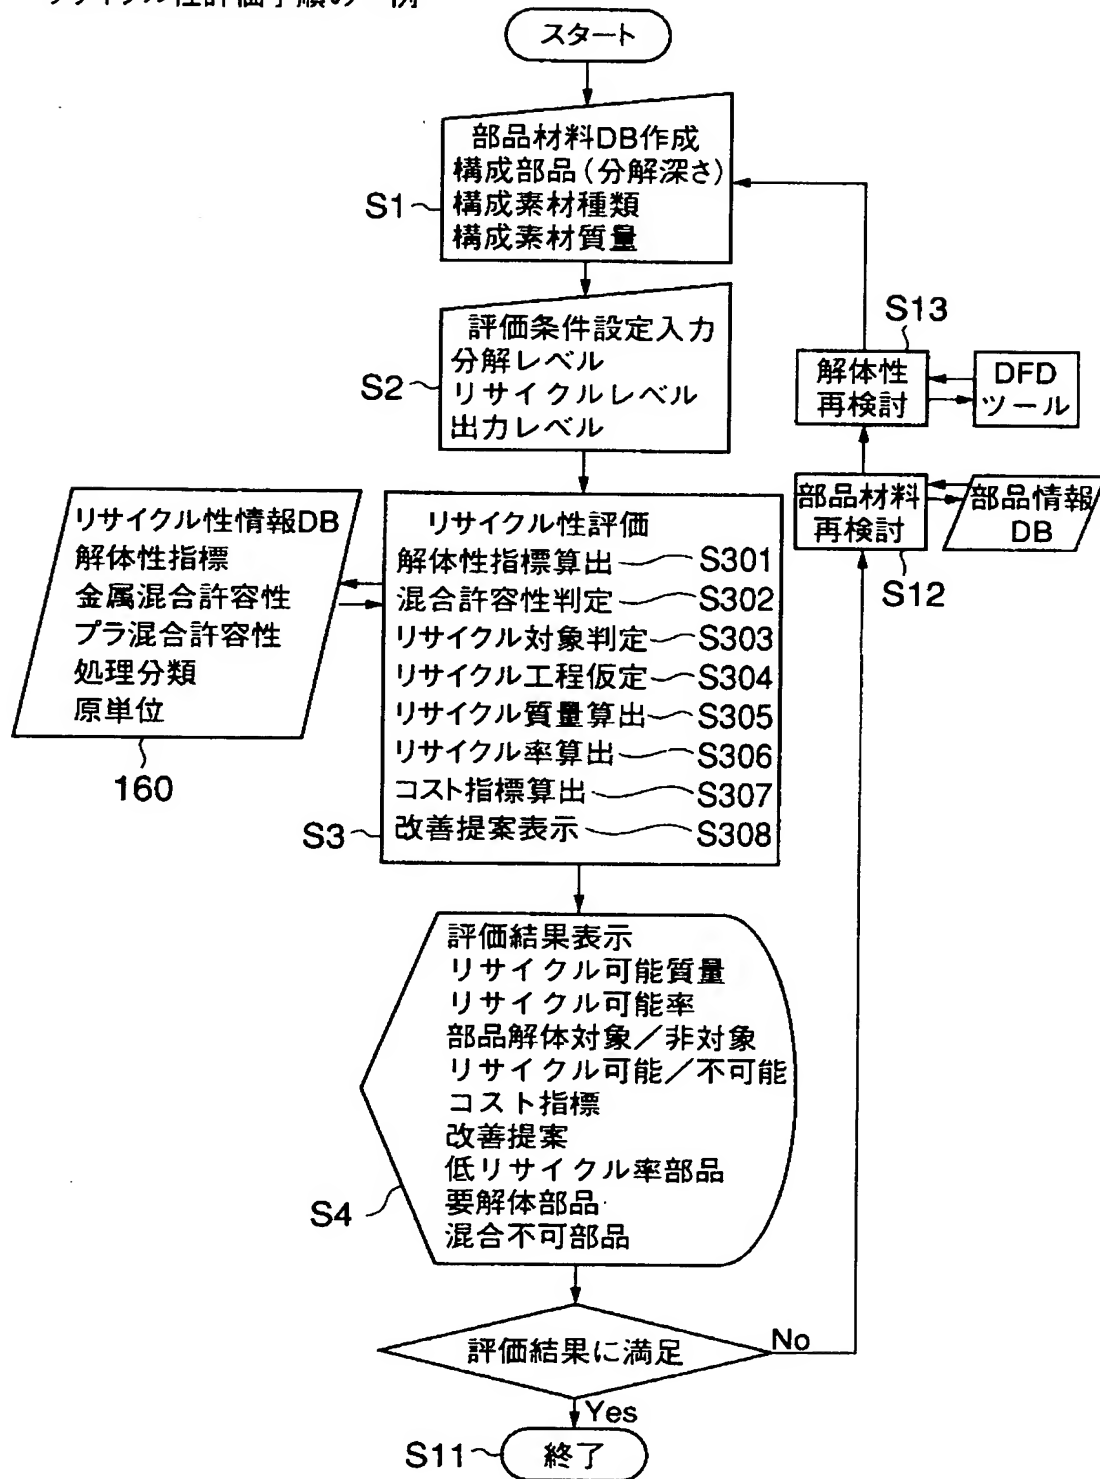 リサイクル性評価手順の一例
スタート
部品材料DB作成
構成部品(分解深さ)
構成素材種類
構成素材質量
S1
評価条件設定入力
分解レベル
リサイクルレベル
出力レベル
S2
S13
解体性
再検討
DFD
ツール
部品材料
再検討
部品情報
DB
S12
リサイクル性情報DB
解体性指標
金属混合許容性
プラ混合許容性
処理分類
原単位
160
リサイクル性評価
解体性指標算出 S301
混合許容性判定 S302
リサイクル対象判定 S303
リサイクル工程仮定 S304
リサイクル質量算出 S305
リサイクル率算出 S306
コスト指標算出 S307
改善提案表示 S308
S3
評価結果表示
リサイクル可能質量
リサイクル可能率
部品解体対象/非対象
リサイクル可能/不可能
コスト指標
改善提案
低リサイクル率部品
要解体部品
混合不可部品
S4
評価結果に満足
No
Yes
S11
終了